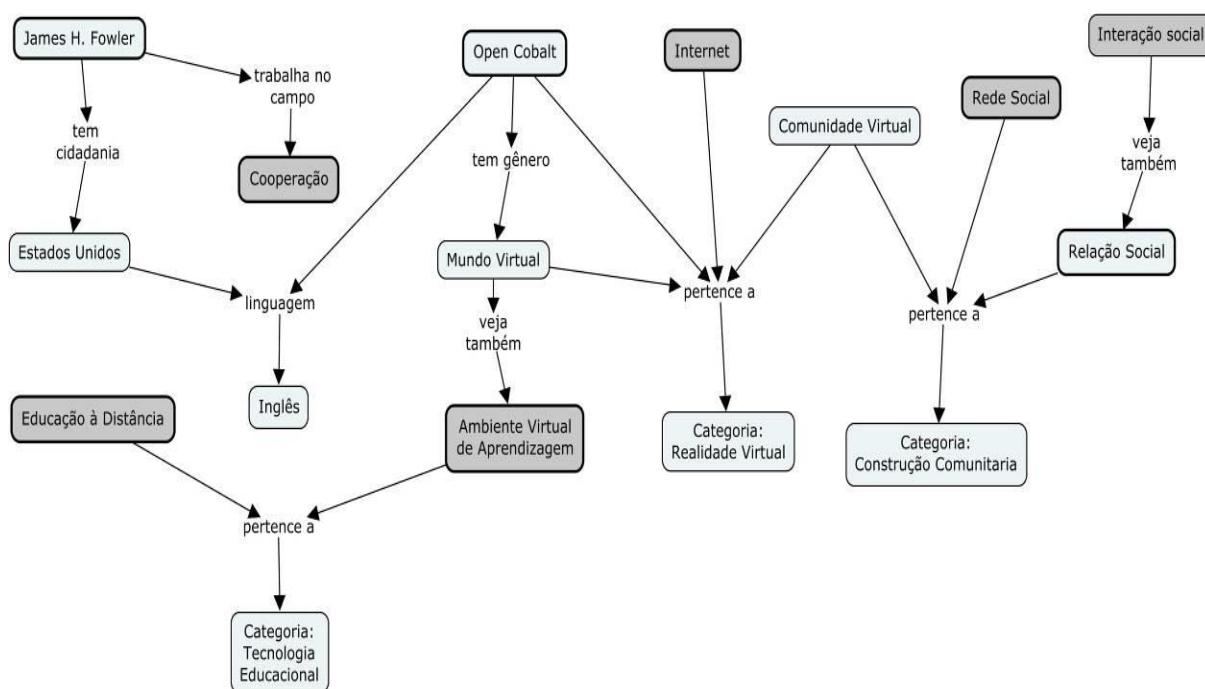 James H. Fowler
Open Cobalt
Internet
Interação social
trabalha no
campo
Rede Social
Comunidade Virtual
tem
cidadania
tem gênero
veja
também
Cooperação
Estados Unidos
Mundo Virtual
Relação Social
linguagem
pertence a
pertence a
veja
também
Inglês
Educação à Distância
Ambiente Virtual
de Aprendizagem
Categoria:
Realidade Virtual
Categoria:
Construção Comunitaria
pertence a
Categoria:
Tecnologia
Educacional